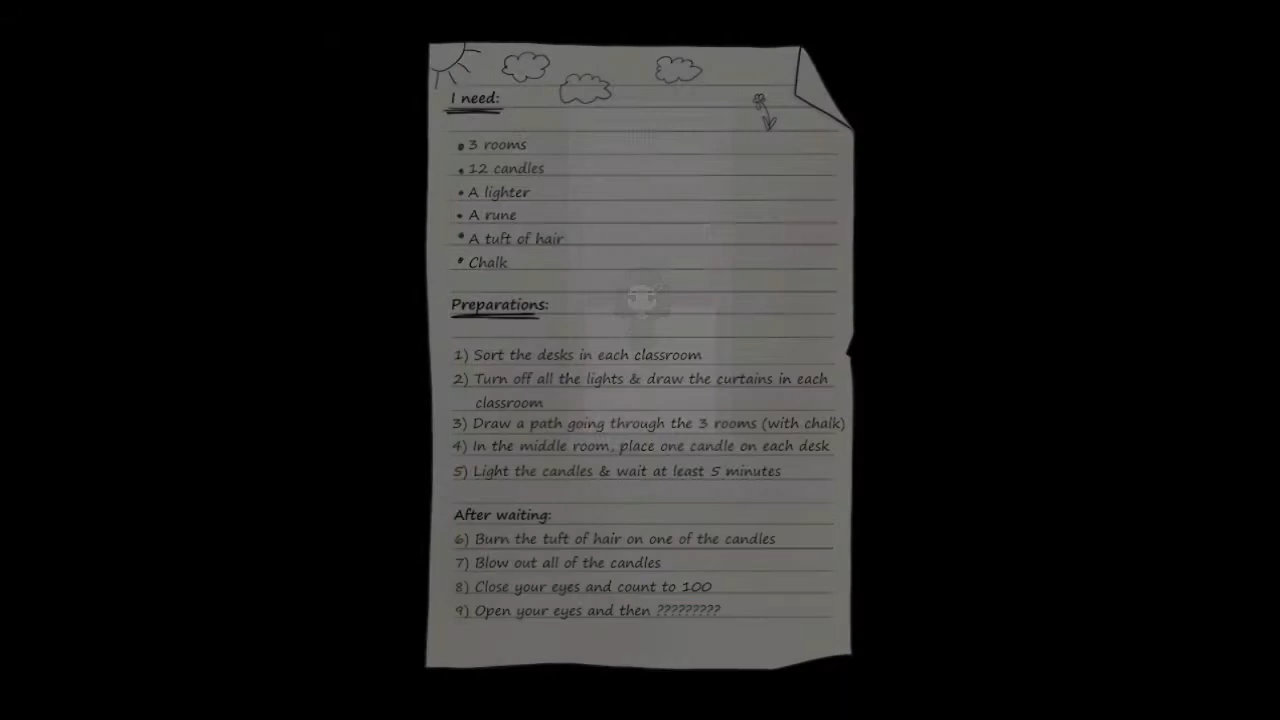 I need:
• 3 rooms
• 12 candles
• A lighter
• A rune
• A tuft of hair
• Chalk
Preparations:
1) Sort the desks in each classroom
2) Turn off all the lights & draw the curtains in each
classroom
3) Draw a path going through the 3 rooms (with chalk)
4) In the middle room, place one candle on each desk
5) Light the candles & wait at least 5 minutes
After waiting:
6) Burn the tuft of hair on one of the candles
7) Blow out all of the candles
8) Close your eyes and count to 100
9) Open your eyes and then ?????????